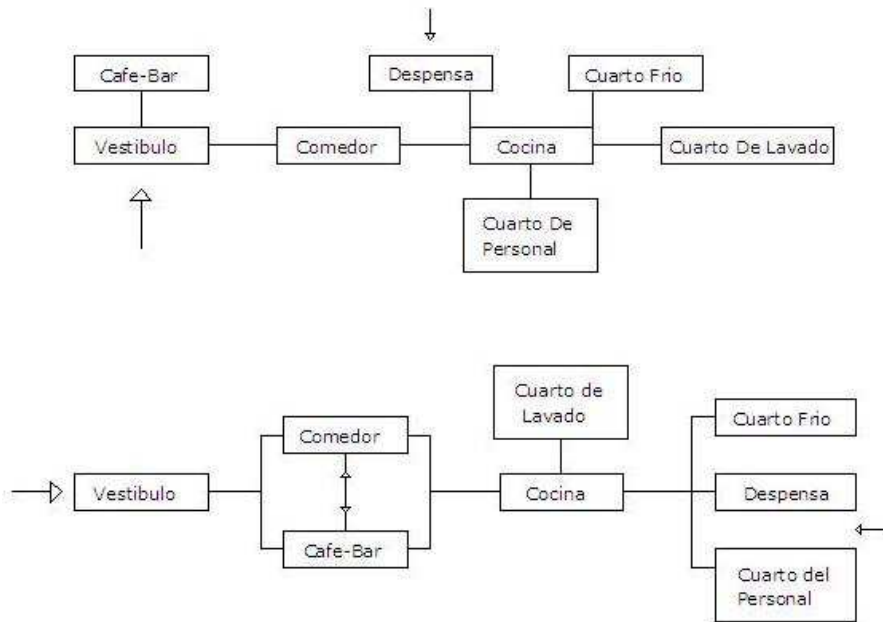 Cafe-Bar
Despensa
Cuarto Frio
Vestibulo
Comedor
Cocina
Cuarto De Lavado
Cuarto De
Personal
Cuarto de
Lavado
Comedor
Cuarto Frio
Vestibulo
Cocina
Despensa
Cafe-Bar
Cuarto del
Personal